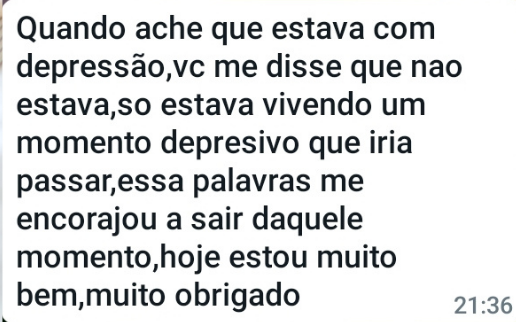 Quando ache que estava com
depressão,vc me disse que nao
estava,so estava vivendo um
momento depresivo que iria
passar,essa palavras me
encorajou a sair daquele
momento,hoje estou muito
bem,muito obrigado
21:36